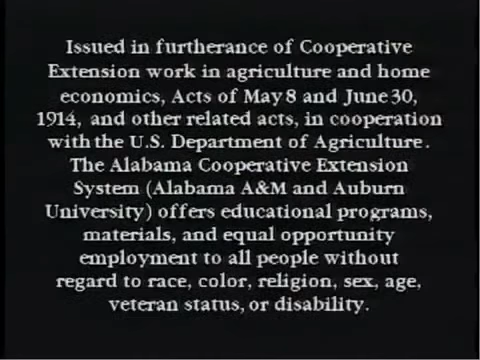 Issued in furtherance of Cooperative
Extension work in agriculture and home
economics, Acts of May 8 and June 30,
1914, and other related acts, in cooperation
with the U.S. Department of Agriculture.
The Alabama Cooperative Extension
System (Alabama A&M and Auburn
University) offers educational programs,
materials, and equal opportunity
employment to all people without
regard to race, color, religion, sex, age,
veteran status, or disability.